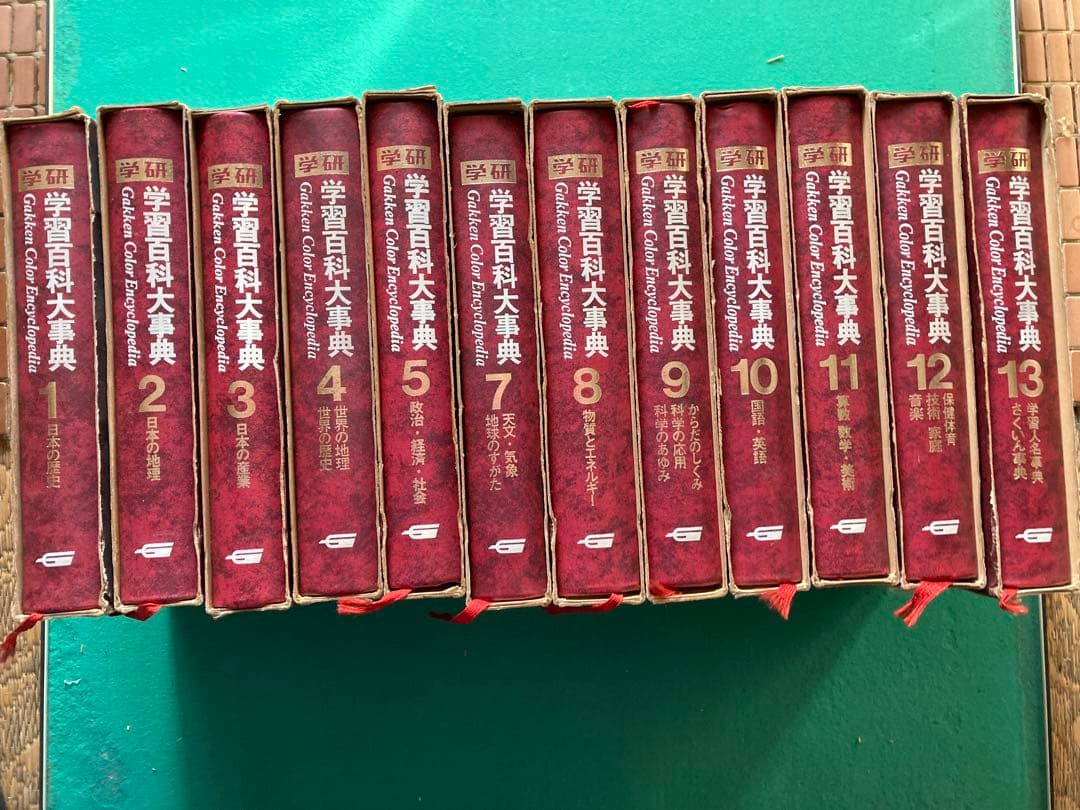 学研
学習百科大事典
Gakken Color Encyclopedia
1
日本の歴史
学研
学習百科大事典
Gakken Color Encyclopedia
2
日本の地理
学研
学習百科大事典
Gakken Color Encyclopedia
3
日本の産業
学研
学習百科大事典
Gakken Color Encyclopedia
4
世界の地理
世界の歴史
学研
学習百科大事典
Gakken Color Encyclopedia
5
政治・経済・社会
学研
学習百科大事典
Gakken Color Encyclopedia
7
天文・気象
地球のすがた
学研
学習百科大事典
Gakken Color Encyclopedia
8
物質とエネルギー
学研
学習百科大事典
Gakken Color Encyclopedia
9
からだのしくみ
科学の応用
科学のあゆみ
学研
学習百科大事典
Gakken Color Encyclopedia
10
国語・英語
学研
学習百科大事典
Gakken Color Encyclopedia
11
算数 数学・美術
学研
学習百科大事典
Gakken Color Encyclopedia
12
保健体育
技術 家庭
音楽
学研
学習百科大事典
Gakken Color Encyclopedia
13
学習人名事典
さくいん事典